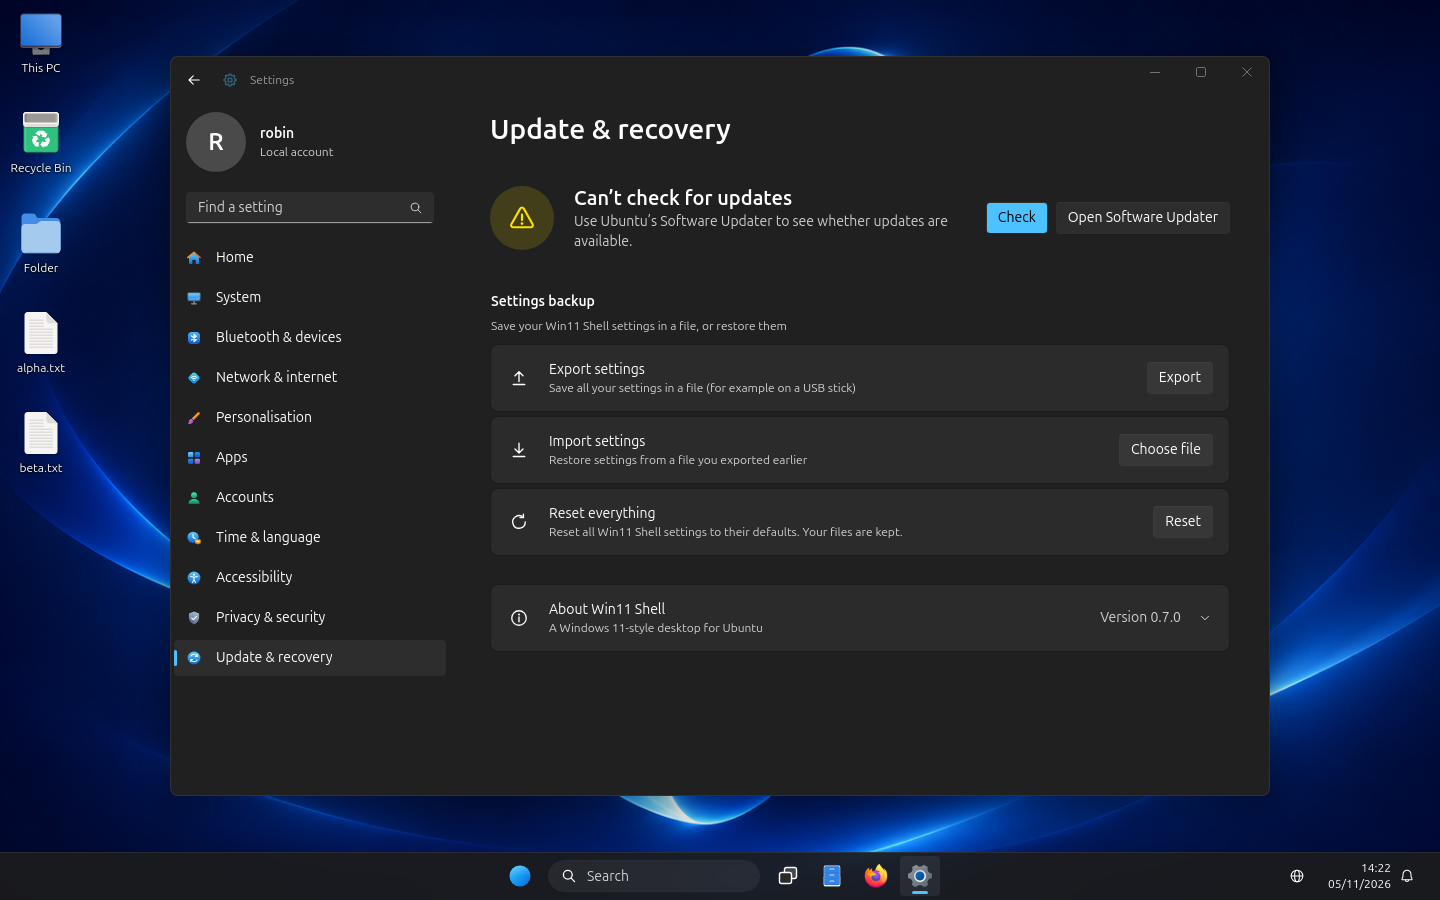 This PC
Recycle Bin
Folder
alpha.txt
beta.txt
Settings
R
robin
Local account
Find a setting
Home
System
Bluetooth & devices
Network & internet
Personalisation
Apps
Accounts
Time & language
Accessibility
Privacy & security
Update & recovery
Update & recovery
Can’t check for updates
Use Ubuntu’s Software Updater to see whether updates are
available.
Check
Open Software Updater
Settings backup
Save your Win11 Shell settings in a file, or restore them
Export settings
Save all your settings in a file (for example on a USB stick)
Export
Import settings
Restore settings from a file you exported earlier
Choose file
Reset everything
Reset all Win11 Shell settings to their defaults. Your files are kept.
Reset
About Win11 Shell
A Windows 11-style desktop for Ubuntu
Version 0.7.0
Search
14:22
05/11/2026